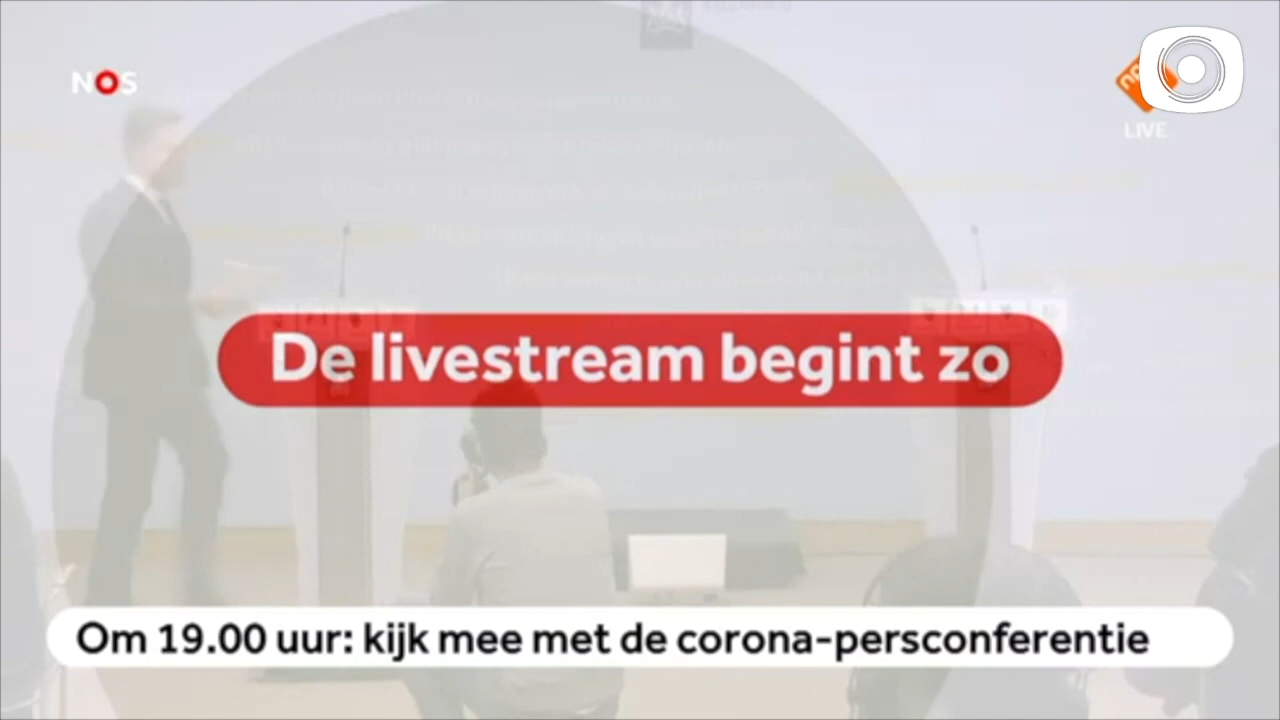 NOS
LIVE
De livestream begint zo
Om 19.00 uur: kijk mee met de corona-persconferentie